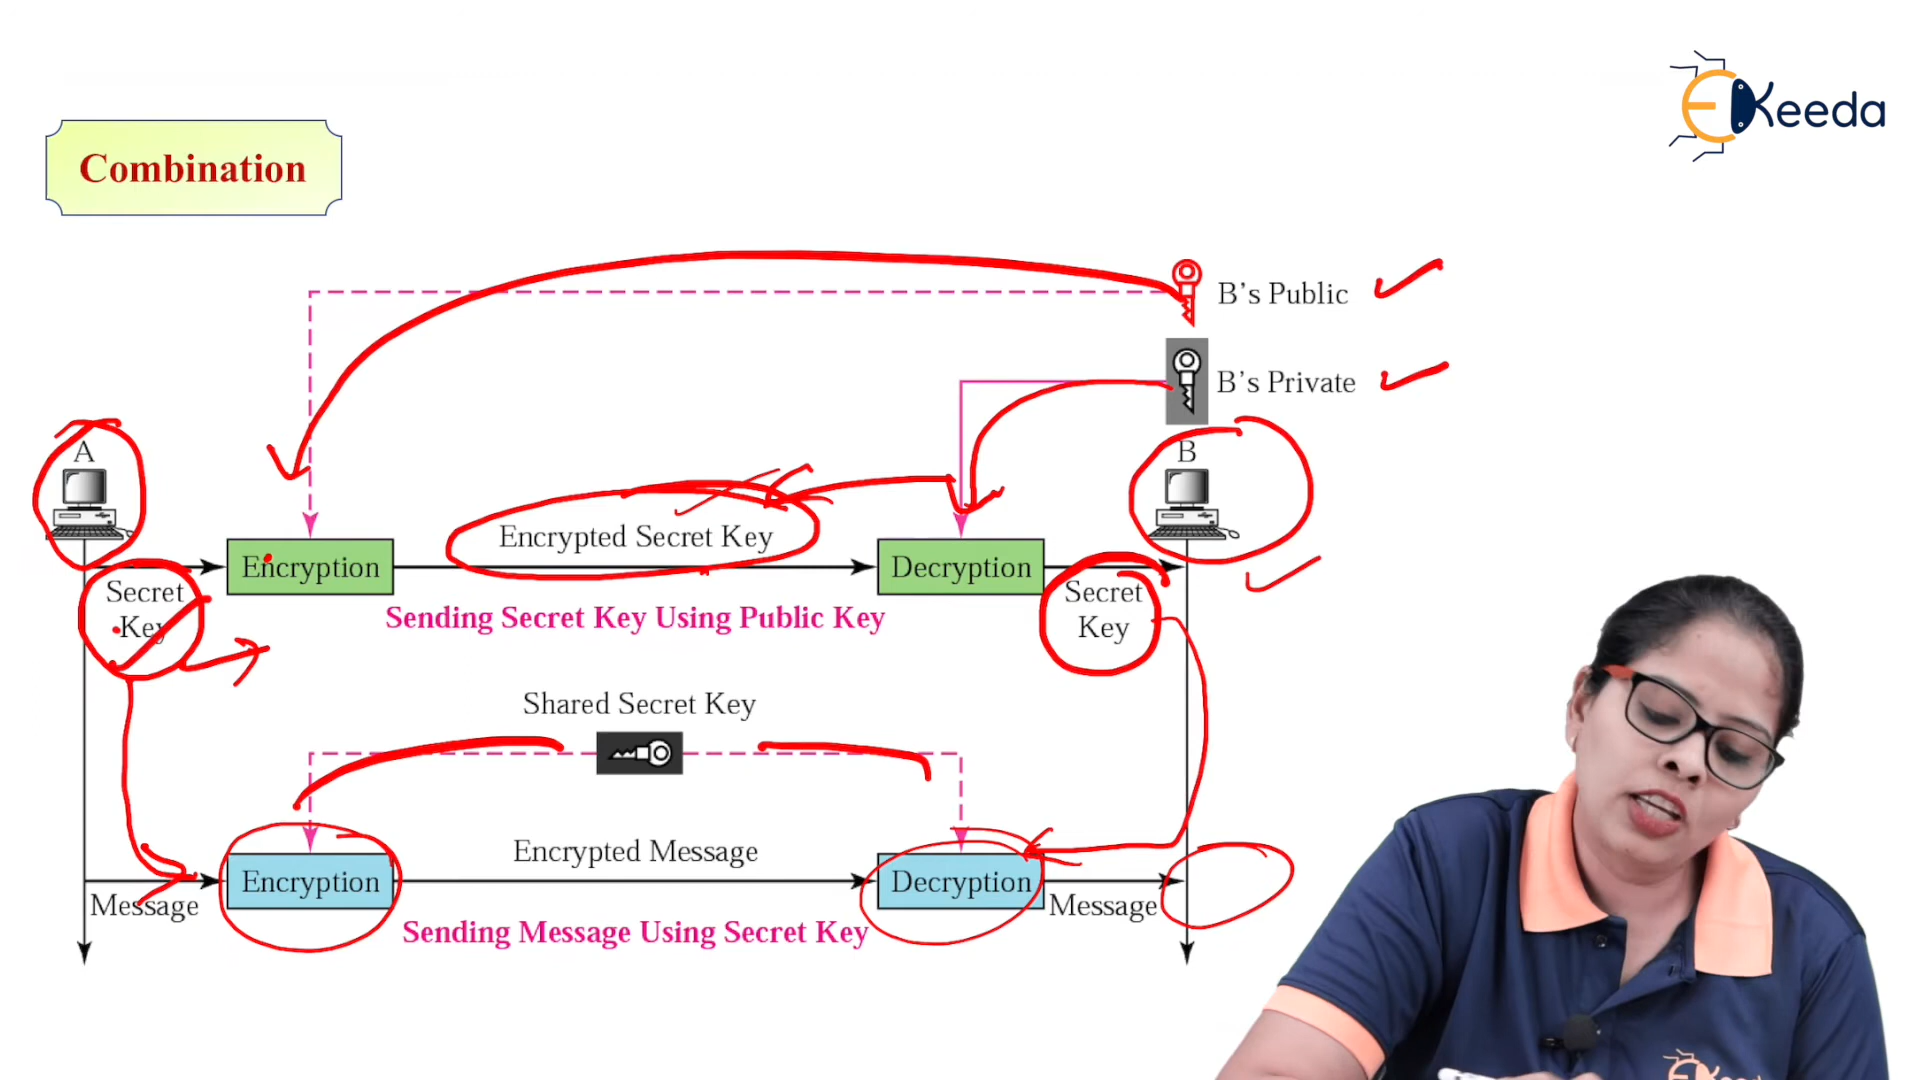 EKeeda
Combination
B's Public
B's Private
A
B
Encryption
Encrypted Secret Key
Decryption
Secret
Key
Secret
Key
Sending Secret Key Using Public Key
Shared Secret Key
Encryption
Encrypted Message
Decryption
Message
Message
Sending Message Using Secret Key